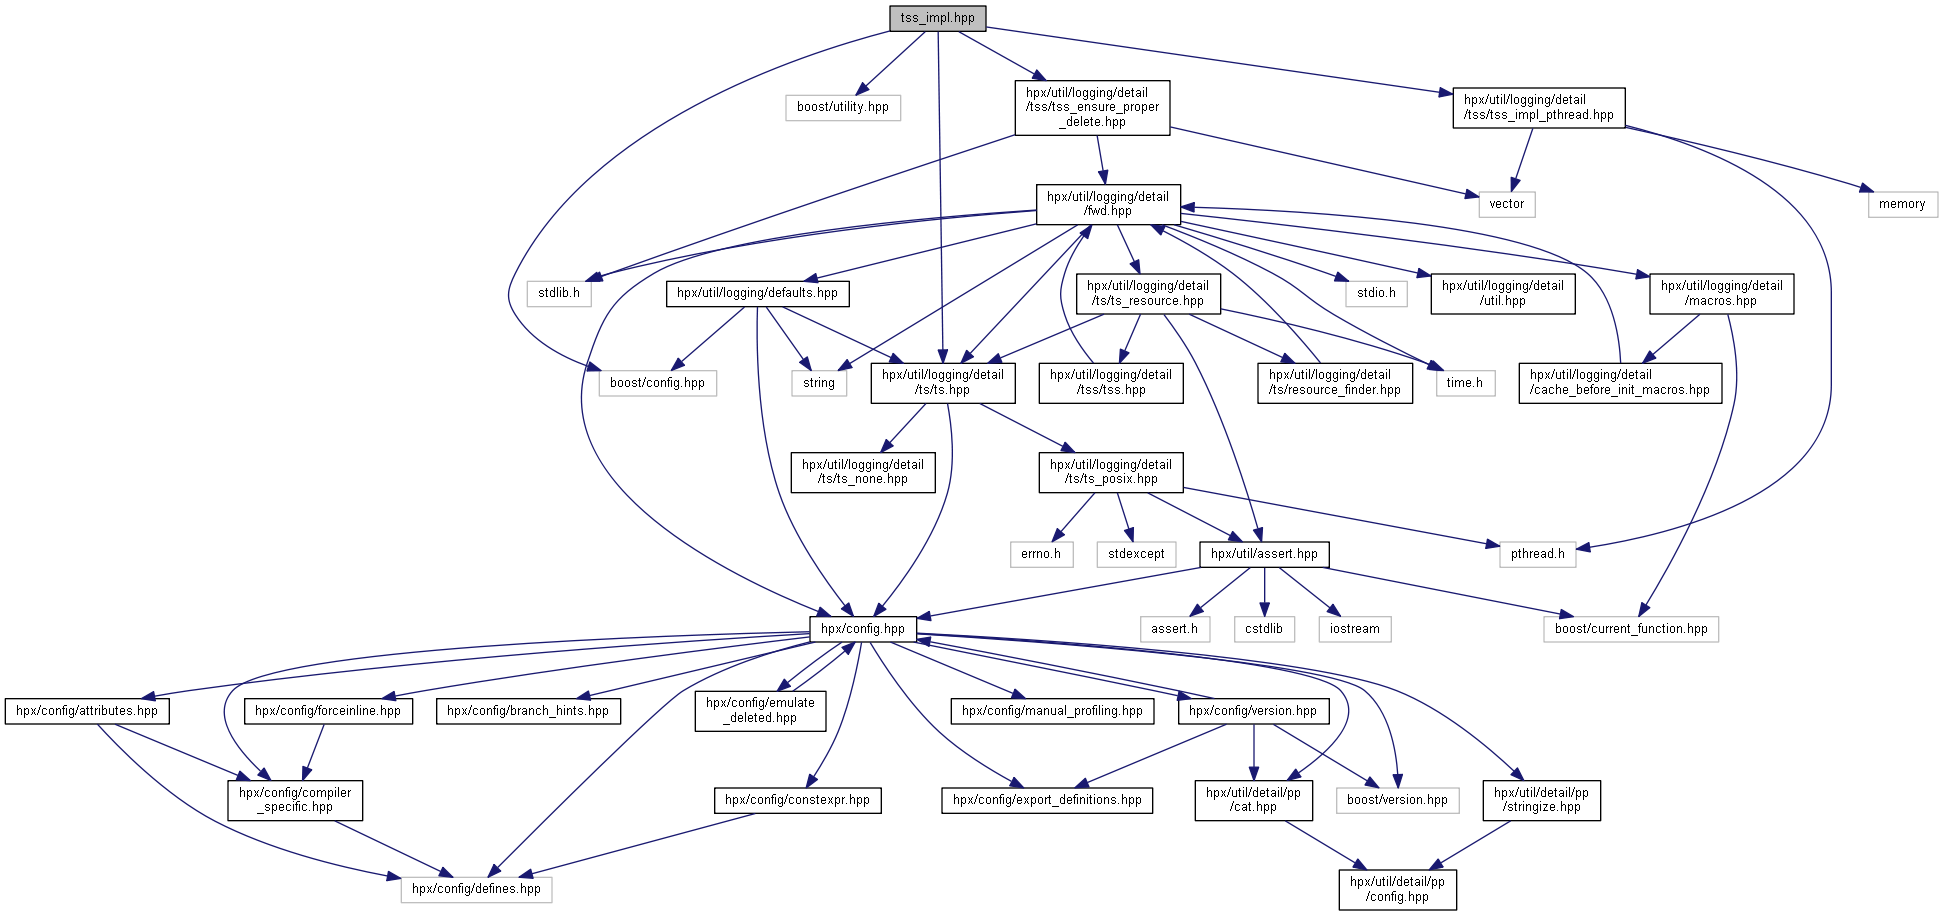 tss_impl.hpp
boost/utility.hpp
hpx/util/logging/detail
/tss/tss_ensure_proper
_delete.hpp
hpx/util/logging/detail
/tss/tss_impl_pthread.hpp
hpx/util/logging/detail
/fwd.hpp
vector
memory
stdlib.h
hpx/util/logging/defaults.hpp
hpx/util/logging/detail
/ts/ts_resource.hpp
stdio.h
hpx/util/logging/detail
/util.hpp
hpx/util/logging/detail
/macros.hpp
boost/config.hpp
string
hpx/util/logging/detail
/ts/ts.hpp
hpx/util/logging/detail
/tss/tss.hpp
hpx/util/logging/detail
/ts/resource_finder.hpp
time.h
hpx/util/logging/detail
/cache_before_init_macros.hpp
hpx/util/logging/detail
/ts/ts_none.hpp
hpx/util/logging/detail
/ts/ts_posix.hpp
errno.h
stdexcept
hpx/util/assert.hpp
pthread.h
hpx/config.hpp
assert.h
cstdlib
iostream
boost/current_function.hpp
hpx/config/attributes.hpp
hpx/config/forceinline.hpp
hpx/config/branch_hints.hpp
hpx/config/emulate
_deleted.hpp
hpx/config/manual_profiling.hpp
hpx/config/version.hpp
hpx/config/compiler
_specific.hpp
hpx/config/constexpr.hpp
hpx/config/export_definitions.hpp
hpx/util/detail/pp
/cat.hpp
boost/version.hpp
hpx/util/detail/pp
/stringize.hpp
hpx/config/defines.hpp
hpx/util/detail/pp
/config.hpp